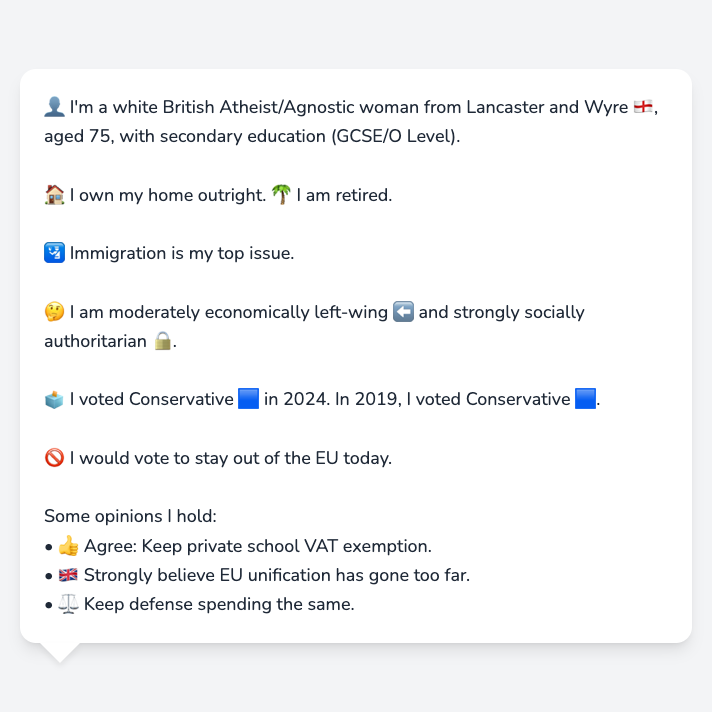 👤 I'm a white British Atheist/Agnostic woman from Lancaster and Wyre 🏴󠁧󠁢󠁥󠁮󠁧󠁿,
aged 75, with secondary education (GCSE/O Level).
🏠 I own my home outright. 🌴 I am retired.
🛂 Immigration is my top issue.
🤔 I am moderately economically left-wing ⬅️ and strongly socially
authoritarian 🔒.
🗳️ I voted Conservative 🟦 in 2024. In 2019, I voted Conservative 🟦.
🚫 I would vote to stay out of the EU today.
Some opinions I hold:
• 👍 Agree: Keep private school VAT exemption.
• 🇬🇧 Strongly believe EU unification has gone too far.
• ⚖️ Keep defense spending the same.